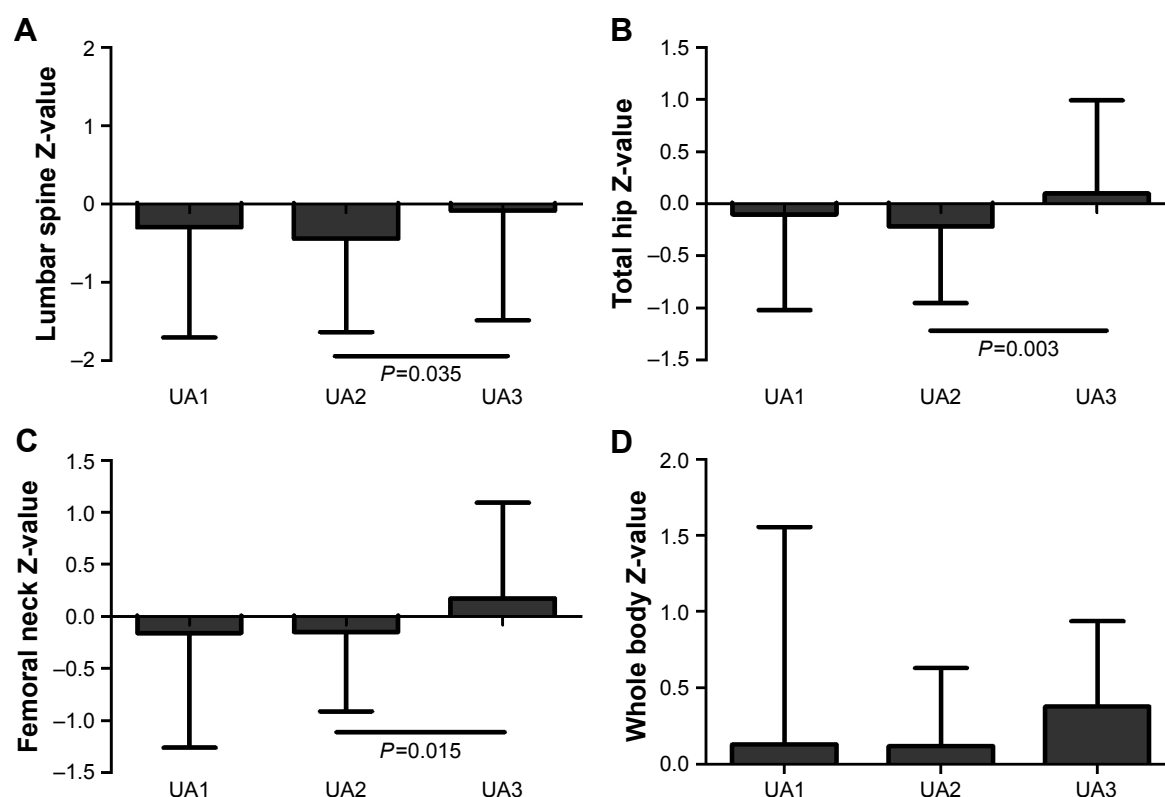 A
Lumbar spine Z-value
2
1
0
–1
–2
P=0.035
UA1 UA2 UA3
B
Total hip Z-value
1.5
1.0
0.5
0.0
–0.5
–1.0
–1.5
P=0.003
UA1 UA2 UA3
C
Femoral neck Z-value
1.5
1.0
0.5
0.0
–0.5
–1.0
–1.5
P=0.015
UA1 UA2 UA3
D
Whole body Z-value
2.0
1.5
1.0
0.5
0.0
UA1 UA2 UA3